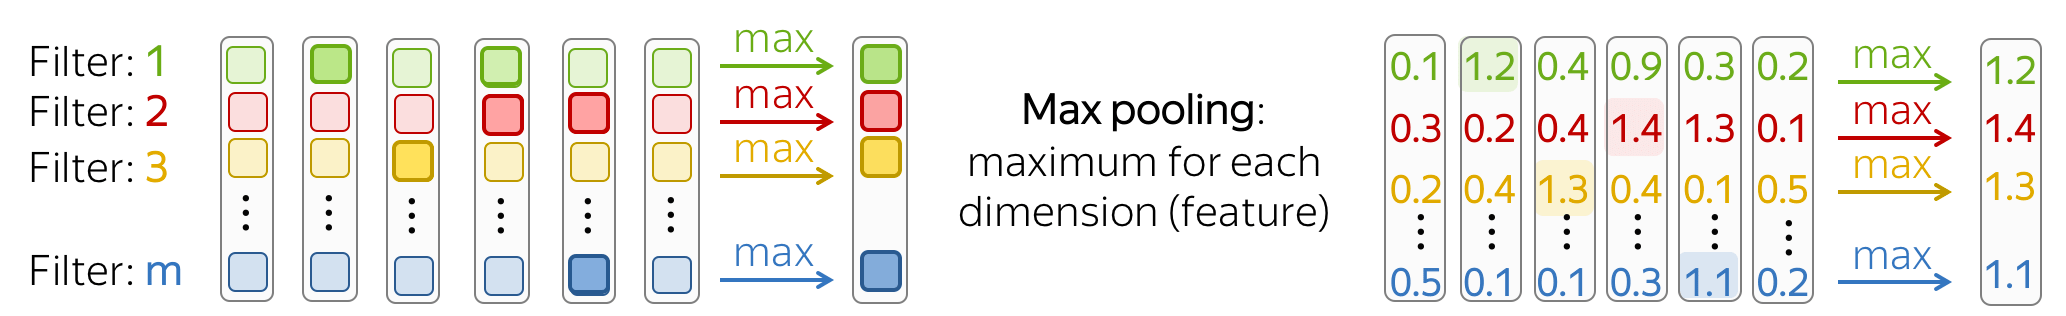 Filter: 1
max
Filter: 2
max
Filter: 3
max
Filter: m
max
Max pooling:
maximum for each
dimension (feature)
0.1 1.2 0.4 0.9 0.3 0.2 max 1.2
0.3 0.2 0.4 1.4 1.3 0.1 max 1.4
0.2 0.4 1.3 0.4 0.1 0.5 max 1.3
0.5 0.1 0.1 0.3 1.1 0.2 max 1.1